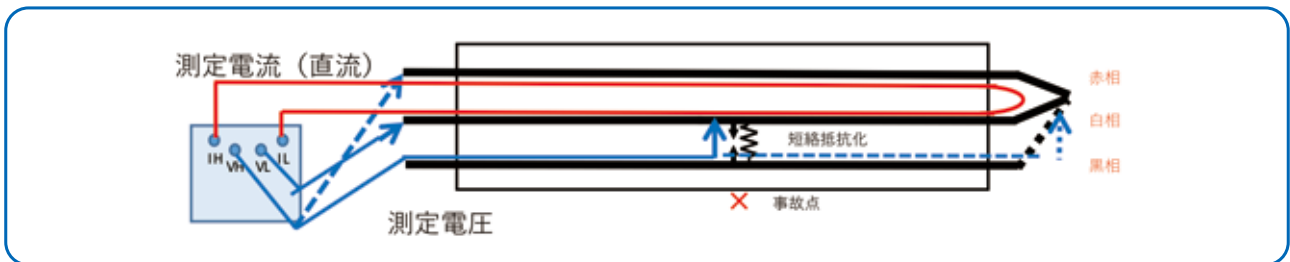 測定電流（直流）
赤相
白相
IH
VH
VL
IL
短絡抵抗化
黒相
事故点
測定電圧